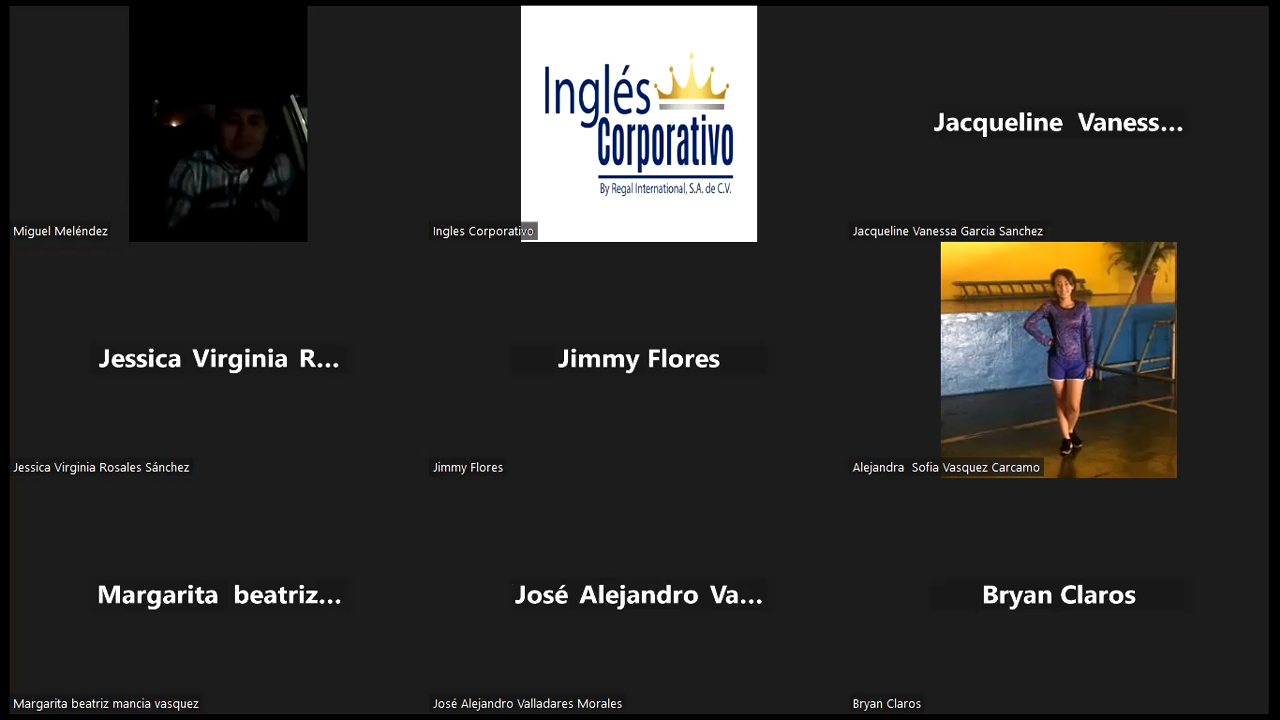 Inglés
Corporativo
By Regal International, S.A. de C.V.
Jacqueline Vaness...
Miguel Meléndez
Ingles Corporativo
Jacqueline Vanessa Garcia Sanchez
Jessica Virginia R...
Jimmy Flores
Jessica Virginia Rosales Sánchez
Jimmy Flores
Alejandra Sofia Vasquez Carcamo
Margarita beatriz...
José Alejandro Va...
Bryan Claros
Margarita beatriz mancia vasquez
José Alejandro Valladares Morales
Bryan Claros